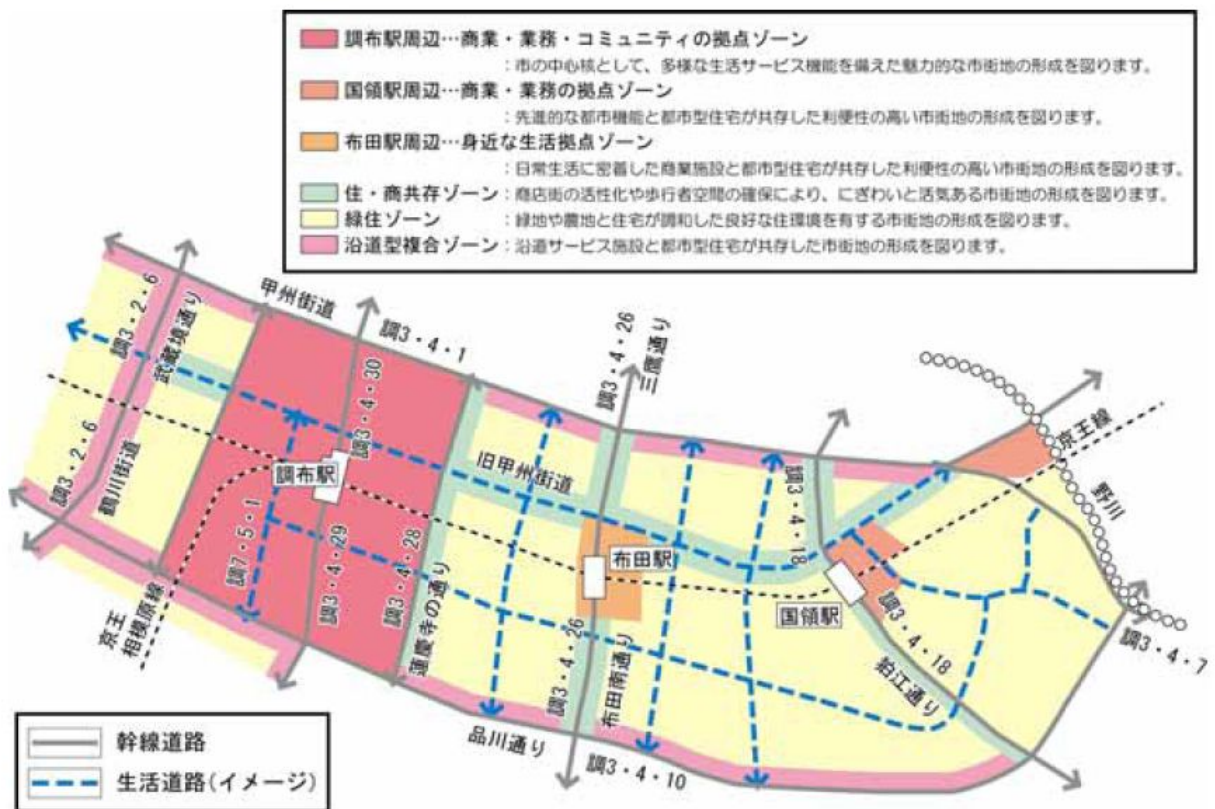 調布駅周辺…商業・業務・コミュニティの拠点ゾーン
：市の中心核として、多様な生活サービス機能を備えた魅力的な市街地の形成を図ります。
国領駅周辺…商業・業務の拠点ゾーン
：先進的な都市機能と都市型住宅が共存した利便性の高い市街地の形成を図ります。
布田駅周辺…身近な生活拠点ゾーン
：日常生活に密着した商業施設と都市型住宅が共存した利便性の高い市街地の形成を図ります。
住・商共存ゾーン：商店街の活性化や歩行者空間の確保により、にぎわいと活気ある市街地の形成を図ります。
緑住ゾーン：緑地や農地と住宅が調和した良好な住環境を有する市街地の形成を図ります。
沿道型複合ゾーン：沿道サービス施設と都市型住宅が共存した市街地の形成を図ります。
調3・2・6
武蔵境通り
甲州街道
調3・4・30
調3・4・1
調3・4・26
三鷹通り
京王線
野川
調3・2・6
鶴川街道
調布駅
旧甲州街道
調3・4・18
調7・5・1
調3・4・29
調3・4・28
布田駅
国領駅
京王
相模原線
蓮慶寺の通り
調3・4・26
布田南通り
調3・4・18
狛江通り
調3・4・7
品川通り
調3・4・10
幹線道路
生活道路(イメージ)